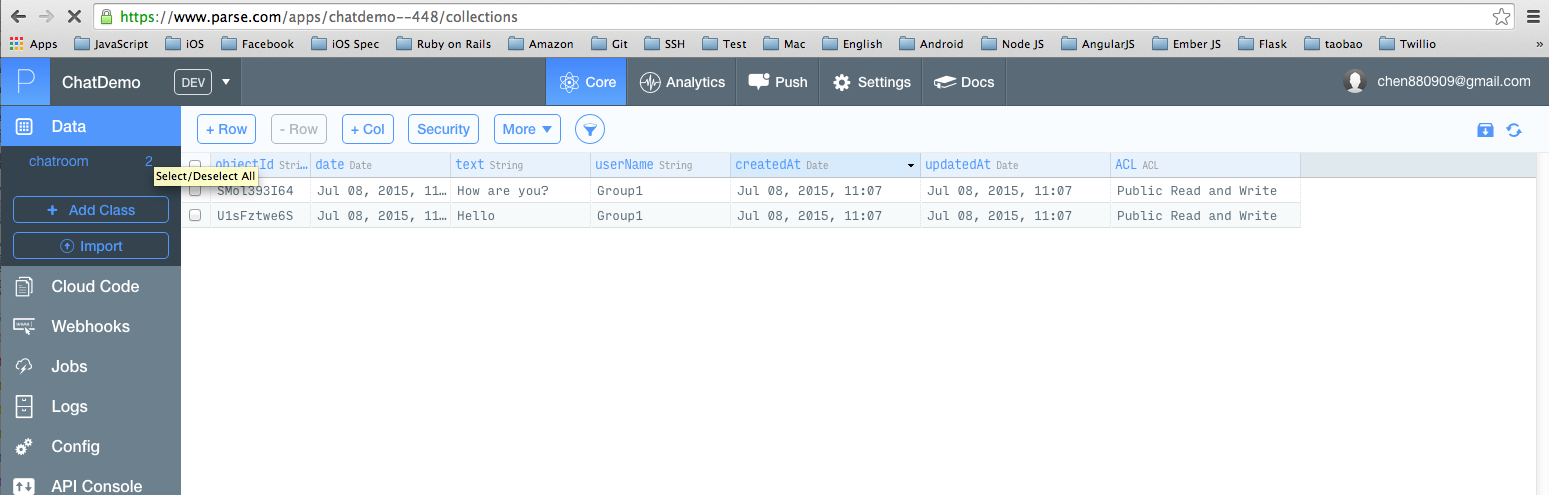 https://www.parse.com/apps/chatdemo--448/collections
Apps JavaScript iOS Facebook iOS Spec Ruby on Rails Amazon Git SSH Test Mac English Android Node JS AngularJS Ember JS Flask taobao Twillio »
P ChatDemo DEV Core Analytics Push Settings Docs chen880909@gmail.com
Data + Row - Row + Col Security More
chatroom 2
objectId Stri... date Date text String userName String createdAt Date updatedAt Date ACL ACL
Select/Deselect All
SMol393I64 Jul 08, 2015, 11... How are you? Group1 Jul 08, 2015, 11:07 Jul 08, 2015, 11:07 Public Read and Write
+ Add Class U1sFztwe6S Jul 08, 2015, 11... Hello Group1 Jul 08, 2015, 11:07 Jul 08, 2015, 11:07 Public Read and Write
Import
Cloud Code
Webhooks
Jobs
Logs
Config
API Console